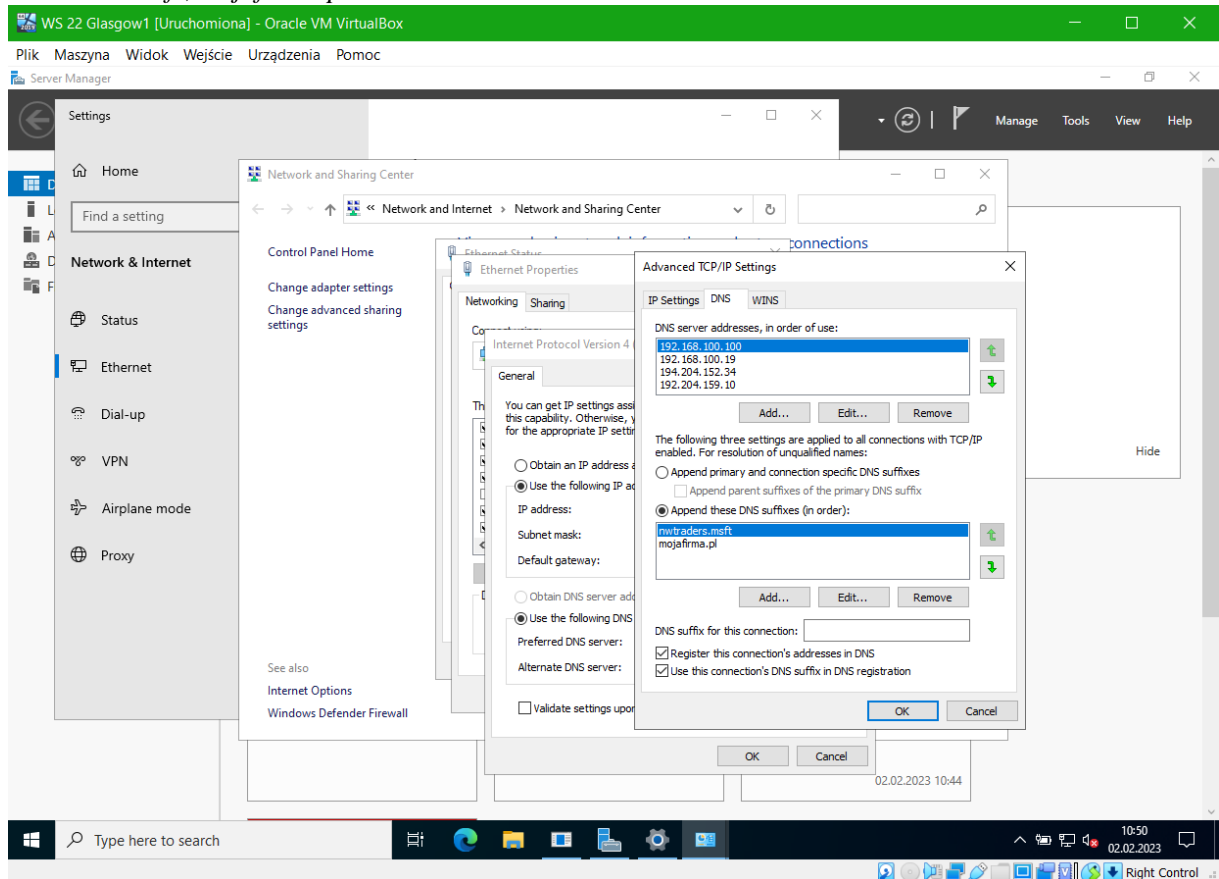 WS 22 Glasgow1 [Uruchomiona] - Oracle VM VirtualBox
Plik Maszyna Widok Wejście Urządzenia Pomoc
Server Manager
Settings
Manage Tools View Help
Home
Find a setting
Network & Internet
Status
Ethernet
Dial-up
VPN
Airplane mode
Proxy
Network and Sharing Center
« Network and Internet › Network and Sharing Center
Control Panel Home
Change adapter settings
Change advanced sharing
settings
See also
Internet Options
Windows Defender Firewall
connections
Ethernet Status
Ethernet Properties
Networking Sharing
Internet Protocol Version 4 (
General
You can get IP settings assi
this capability. Otherwise, y
for the appropriate IP settin
Obtain an IP address a
Use the following IP ad
IP address:
Subnet mask:
Default gateway:
Obtain DNS server add
Use the following DNS
Preferred DNS server:
Alternate DNS server:
Validate settings upon
OK Cancel
Advanced TCP/IP Settings
IP Settings DNS WINS
DNS server addresses, in order of use:
192.168.100.100
192.168.100.19
194.204.152.34
192.204.159.10
Add... Edit... Remove
The following three settings are applied to all connections with TCP/IP
enabled. For resolution of unqualified names:
Append primary and connection specific DNS suffixes
Append parent suffixes of the primary DNS suffix
Append these DNS suffixes (in order):
nwtraders.msft
mojafirma.pl
Add... Edit... Remove
DNS suffix for this connection:
Register this connection's addresses in DNS
Use this connection's DNS suffix in DNS registration
OK Cancel
Hide
02.02.2023 10:44
Type here to search
10:50
02.02.2023
Right Control